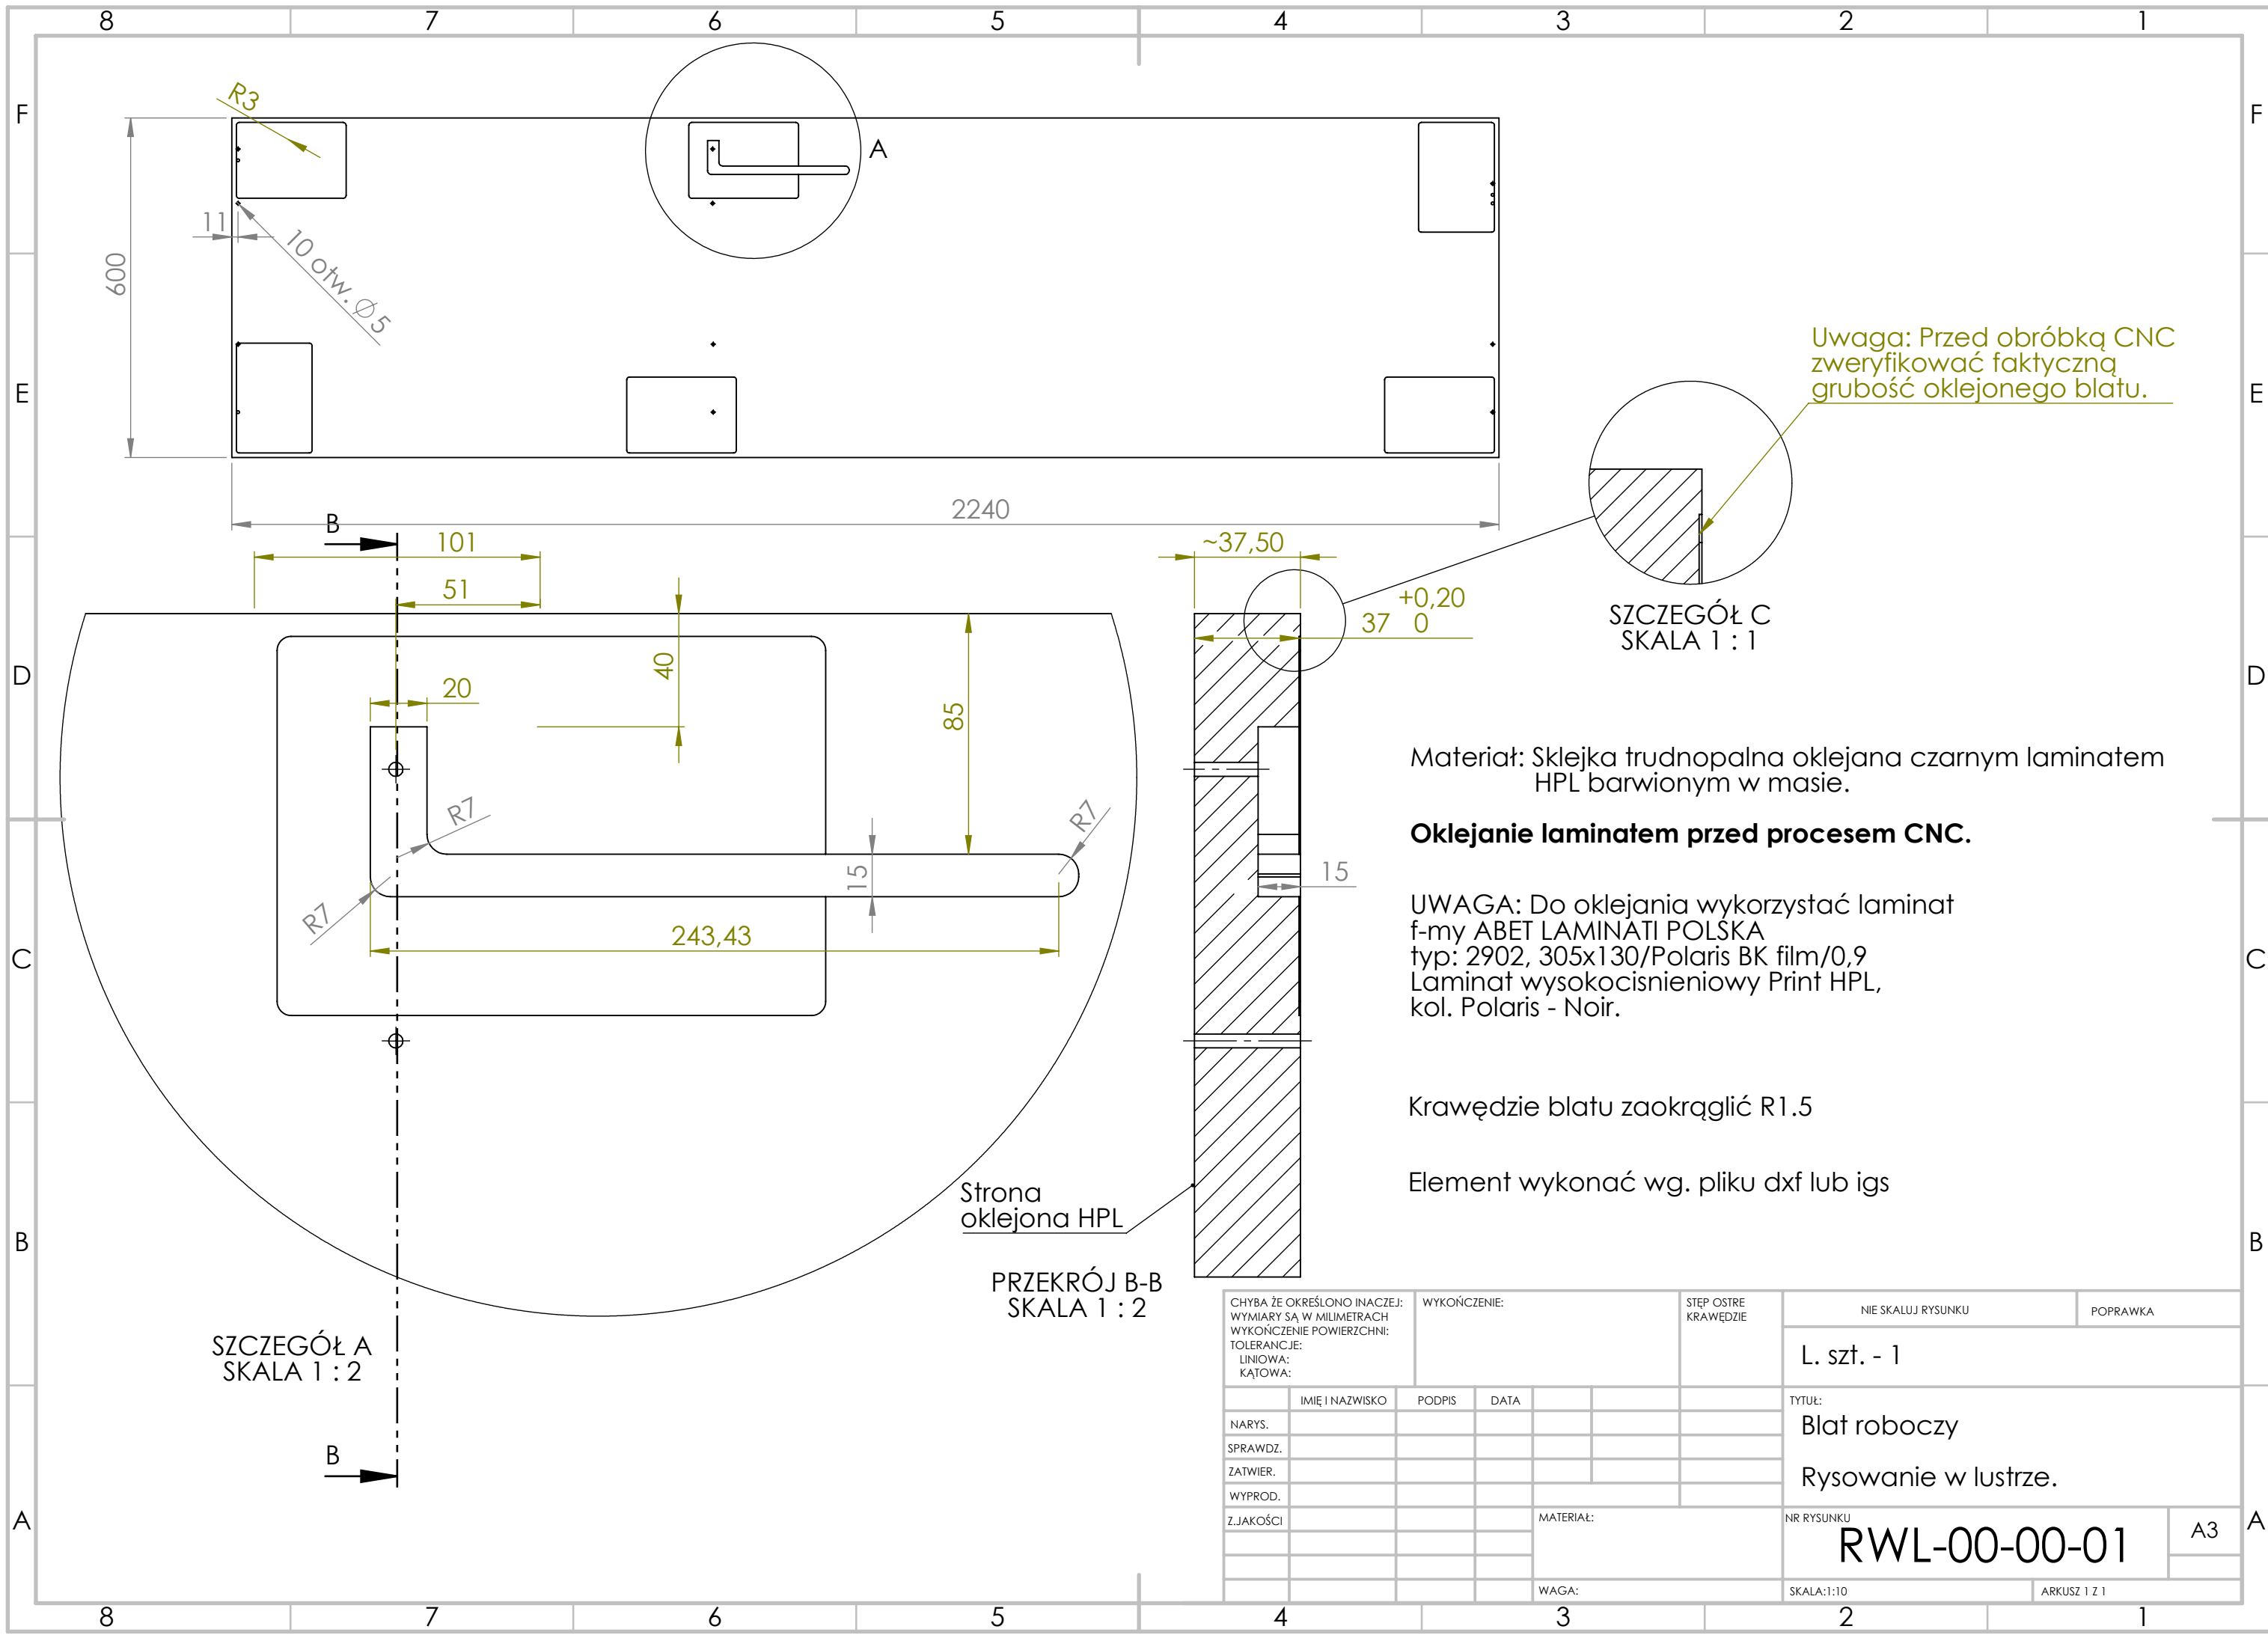 8 7 6 5 4 3 2 1
F
F
R3
A
11
10 otw. ∅5
600
E
E
Uwaga: Przed obróbką CNC
zweryfikować faktyczną
grubość oklejonego blatu.
2240
B
101
51
~37,50
+0,20
37 0
SZCZEGÓŁ C
SKALA 1 : 1
D
D
40
20
85
Materiał: Sklejka trudnopalna oklejana czarnym laminatem
HPL barwionym w masie.
R7
R7
Oklejanie laminatem przed procesem CNC.
15
15
R7
243,43
UWAGA: Do oklejania wykorzystać laminat
f-my ABET LAMINATI POLSKA
typ: 2902, 305x130/Polaris BK film/0,9
Laminat wysokocisnieniowy Print HPL,
kol. Polaris - Noir.
C
C
Krawędzie blatu zaokrąglić R1.5
Element wykonać wg. pliku dxf lub igs
Strona
oklejona HPL
B
B
PRZEKRÓJ B-B
SKALA 1 : 2
SZCZEGÓŁ A
SKALA 1 : 2
B
A
A
CHYBA ŻE OKREŚLONO INACZEJ:
WYMIARY SĄ W MILIMETRACH
WYKOŃCZENIE POWIERZCHNI:
TOLERANCJE:
LINIOWA:
KĄTOWA:
WYKOŃCZENIE:
STĘP OSTRE
KRAWĘDZIE
NIE SKALUJ RYSUNKU
POPRAWKA
L. szt. - 1
IMIĘ I NAZWISKO
PODPIS
DATA
NARYS.
SPRAWDZ.
ZATWIER.
WYPROD.
Z.JAKOŚCI
TYTUŁ:
Blat roboczy
Rysowanie w lustrze.
MATERIAŁ:
NR RYSUNKU
RWL-00-00-01
A3
WAGA:
SKALA:1:10
ARKUSZ 1 Z 1
8 7 6 5 4 3 2 1